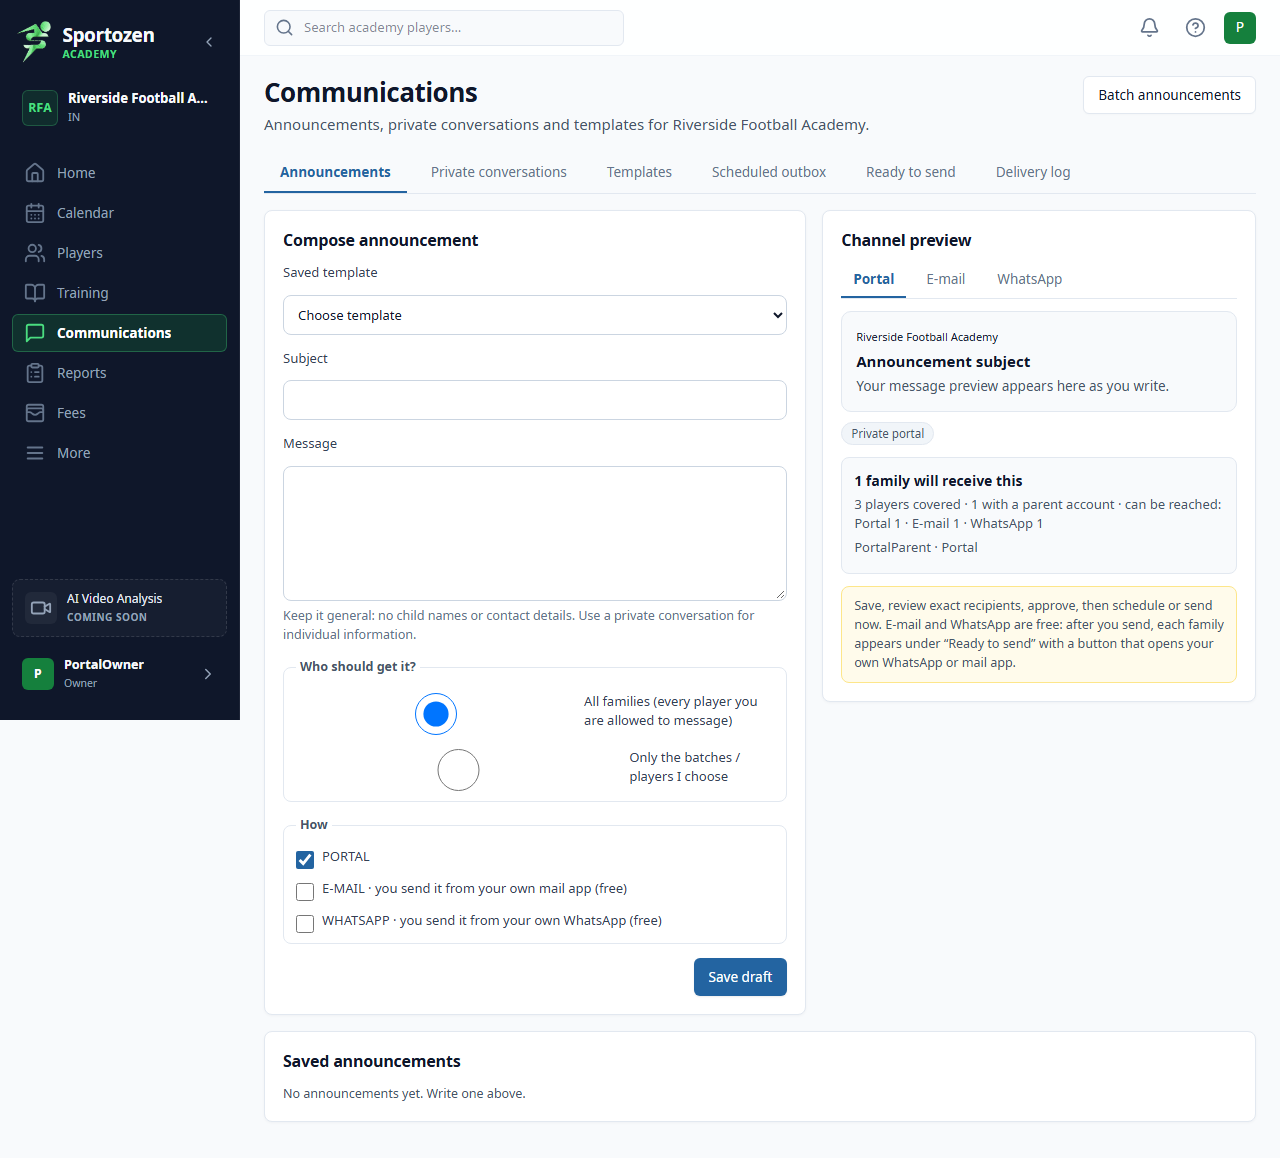 Sportozen
ACADEMY
RFA
Riverside Football A...
IN
Home
Calendar
Players
Training
Communications
Reports
Fees
More
AI Video Analysis
COMING SOON
P
PortalOwner
Owner
Search academy players...
P
Communications
Announcements, private conversations and templates for Riverside Football Academy.
Batch announcements
Announcements
Private conversations
Templates
Scheduled outbox
Ready to send
Delivery log
Compose announcement
Saved template
Choose template
Subject
Message
Keep it general: no child names or contact details. Use a private conversation for
individual information.
Who should get it?
All families (every player you
are allowed to message)
Only the batches /
players I choose
How
PORTAL
E-MAIL · you send it from your own mail app (free)
WHATSAPP · you send it from your own WhatsApp (free)
Save draft
Channel preview
Portal
E-mail
WhatsApp
Riverside Football Academy
Announcement subject
Your message preview appears here as you write.
Private portal
1 family will receive this
3 players covered · 1 with a parent account · can be reached:
Portal 1 · E-mail 1 · WhatsApp 1
PortalParent · Portal
Save, review exact recipients, approve, then schedule or send
now. E-mail and WhatsApp are free: after you send, each family
appears under “Ready to send” with a button that opens your
own WhatsApp or mail app.
Saved announcements
No announcements yet. Write one above.